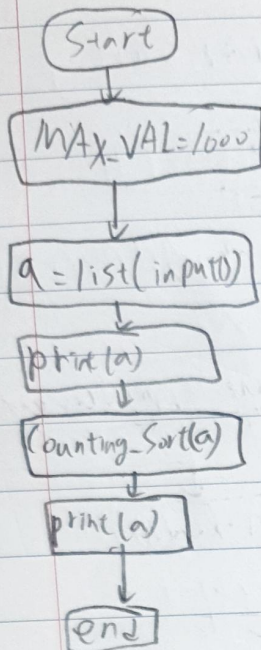 Start
MAX_VAL=1000
a = list(input())
print(a)
Counting_Sort(a)
print(a)
end